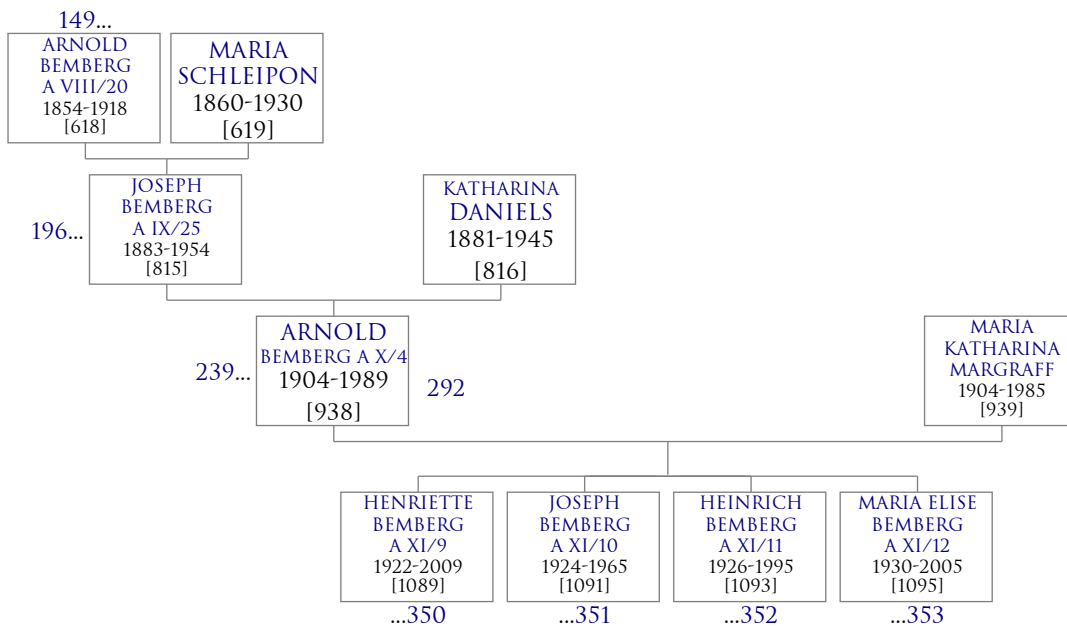 149...
ARNOLD
BEMBERG
A VIII/20
1854-1918
[618]
MARIA
SCHLEIPON
1860-1930
[619]
196...
JOSEPH
BEMBERG
A IX/25
1883-1954
[815]
KATHARINA
DANIELS
1881-1945
[816]
239...
ARNOLD
BEMBERG A X/4
1904-1989
[938]
292
MARIA
KATHARINA
MARGRAFF
1904-1985
[939]
HENRIETTE
BEMBERG
A XI/9
1922-2009
[1089]
...350
JOSEPH
BEMBERG
A XI/10
1924-1965
[1091]
...351
HEINRICH
BEMBERG
A XI/11
1926-1995
[1093]
...352
MARIA ELISE
BEMBERG
A XI/12
1930-2005
[1095]
...353